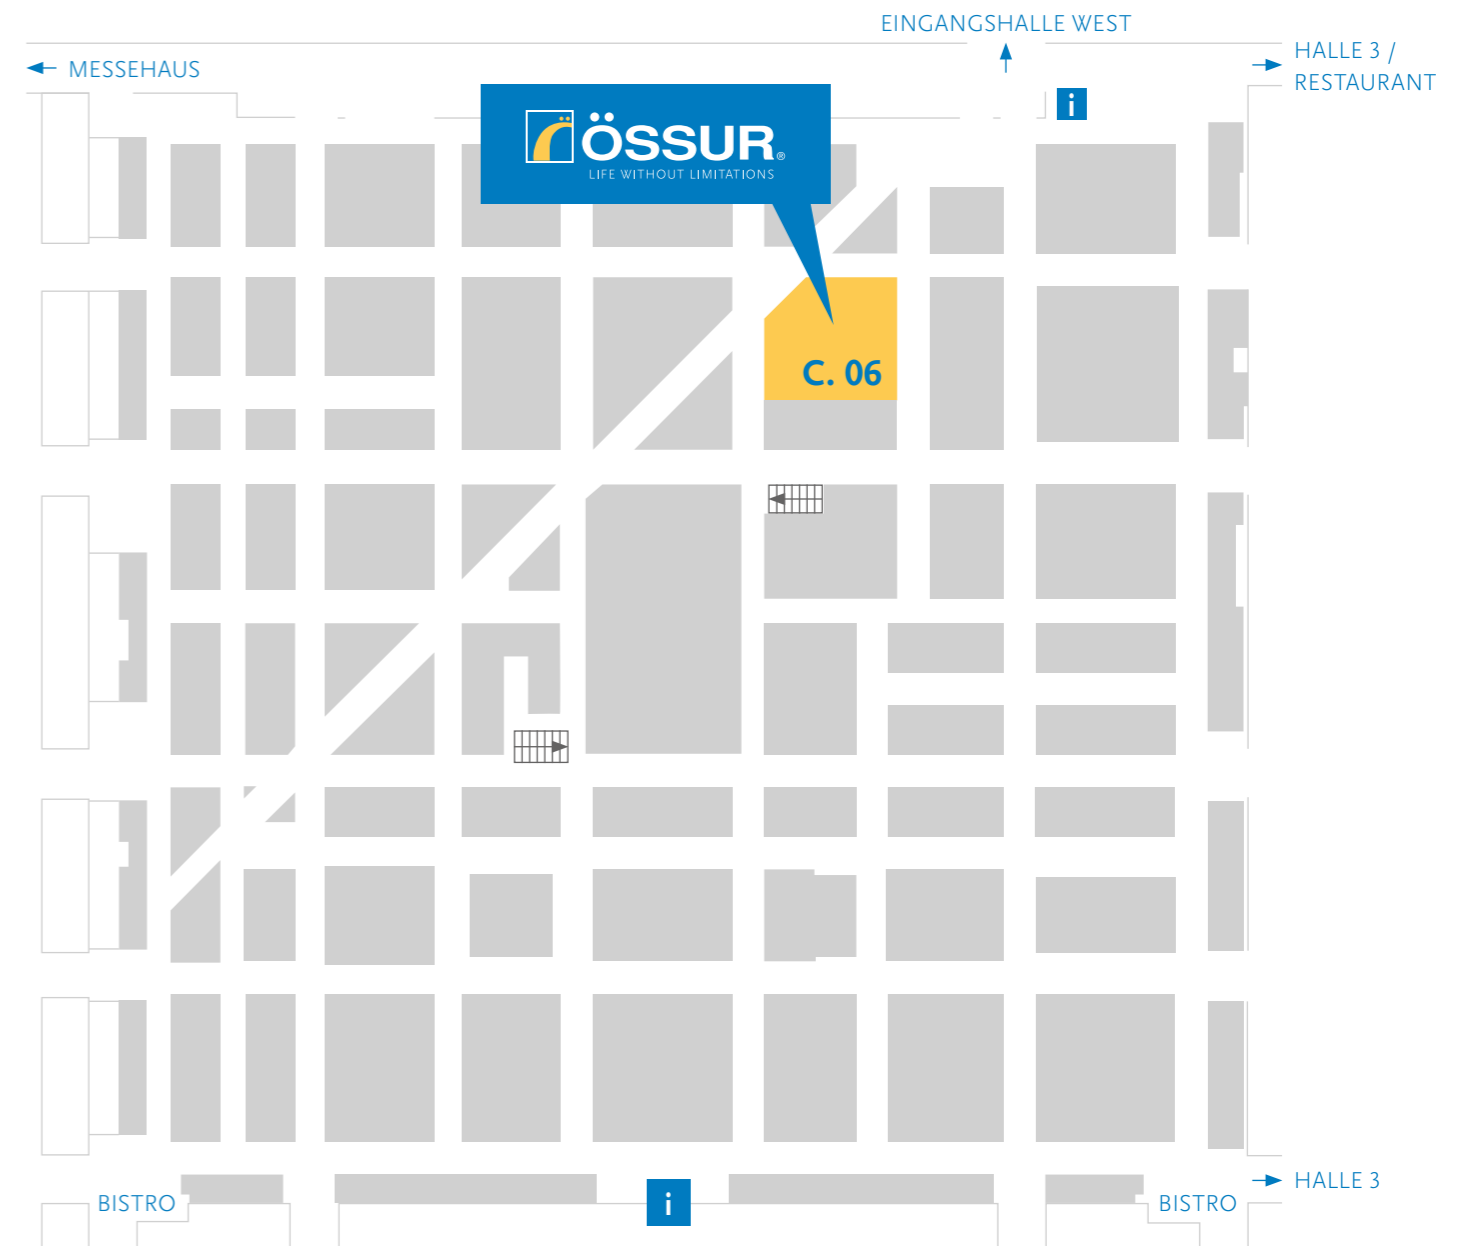 EINGANGSHALLE WEST
MESSEHAUS
HALLE 3 /
RESTAURANT
i
ÖSSUR®
LIFE WITHOUT LIMITATIONS
C. 06
BISTRO
i
BISTRO
HALLE 3